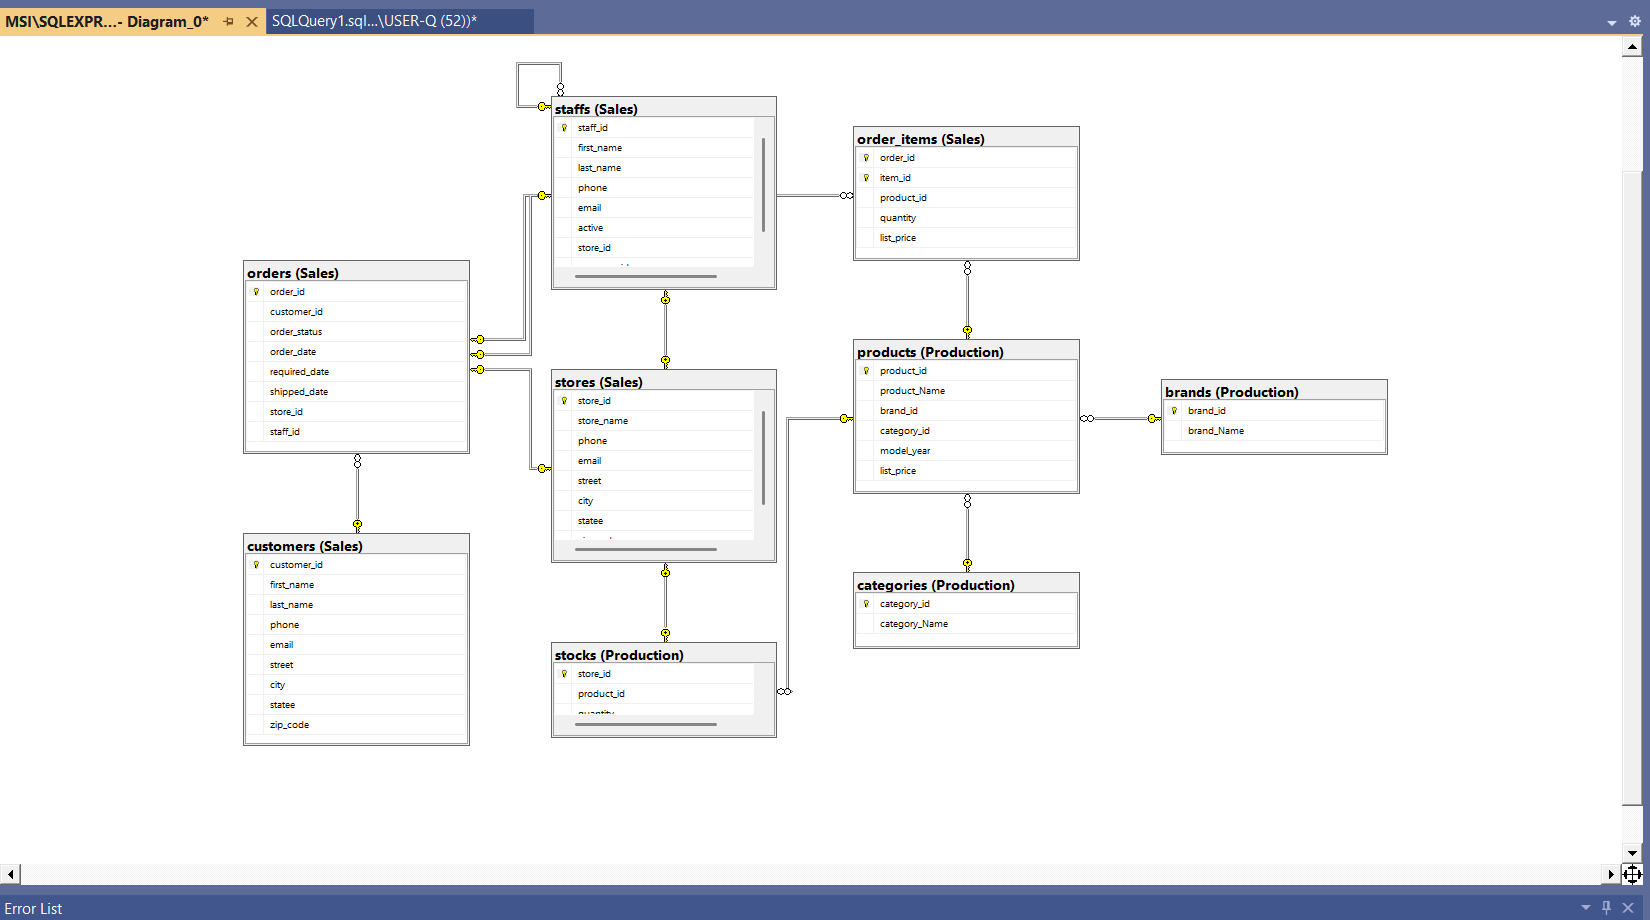 MSI\SQLEXPR...- Diagram_0*
SQLQuery1.sql...\USER-Q (52))*
staffs (Sales)
staff_id
first_name
last_name
phone
email
active
store_id
order_items (Sales)
order_id
item_id
product_id
quantity
list_price
orders (Sales)
order_id
customer_id
order_status
order_date
required_date
shipped_date
store_id
staff_id
stores (Sales)
store_id
store_name
phone
email
street
city
statee
products (Production)
product_id
product_Name
brand_id
category_id
model_year
list_price
brands (Production)
brand_id
brand_Name
customers (Sales)
customer_id
first_name
last_name
phone
email
street
city
statee
zip_code
categories (Production)
category_id
category_Name
stocks (Production)
store_id
product_id
quantity
Error List